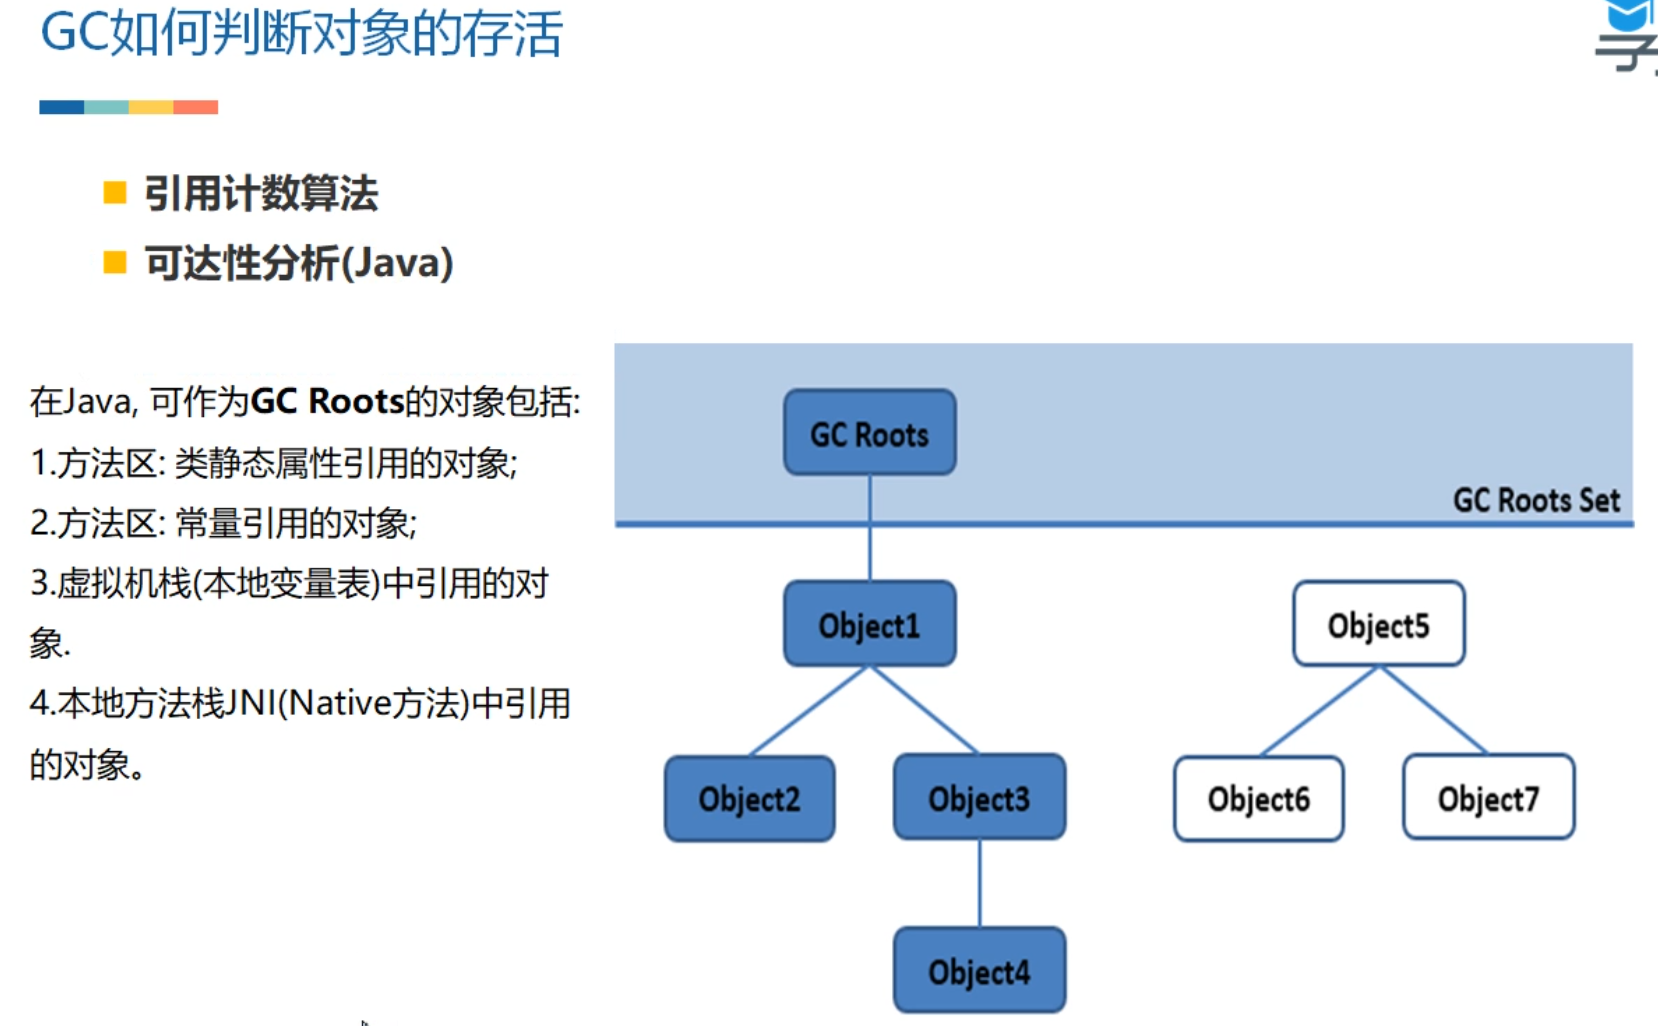 GC如何判断对象的存活
引用计数算法
可达性分析(Java)
在Java, 可作为GC Roots的对象包括:
1.方法区: 类静态属性引用的对象;
2.方法区: 常量引用的对象;
3.虚拟机栈(本地变量表)中引用的对
象.
4.本地方法栈JNI(Native方法)中引用
的对象。
GC Roots
GC Roots Set
Object1
Object5
Object2
Object3
Object6
Object7
Object4